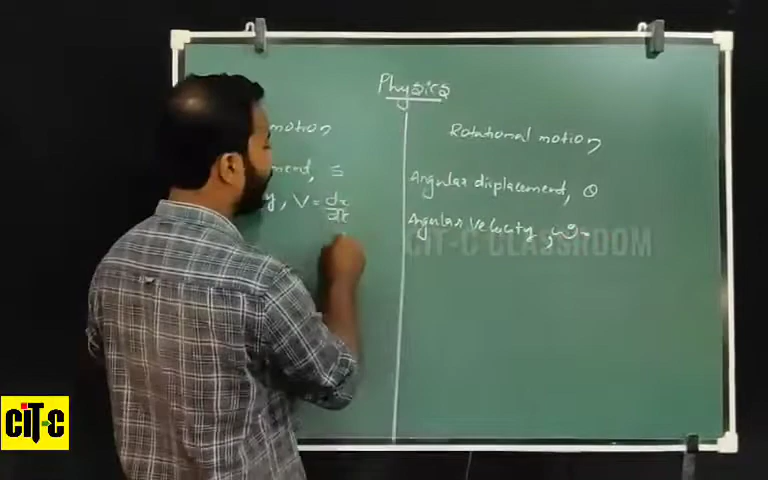 Physics
motion
Rotational motion
ment, S
Angular displacement, θ
y, V = dx/dt
Angular Velocity, ω
CIT-C CLASSROOM
CiT-C